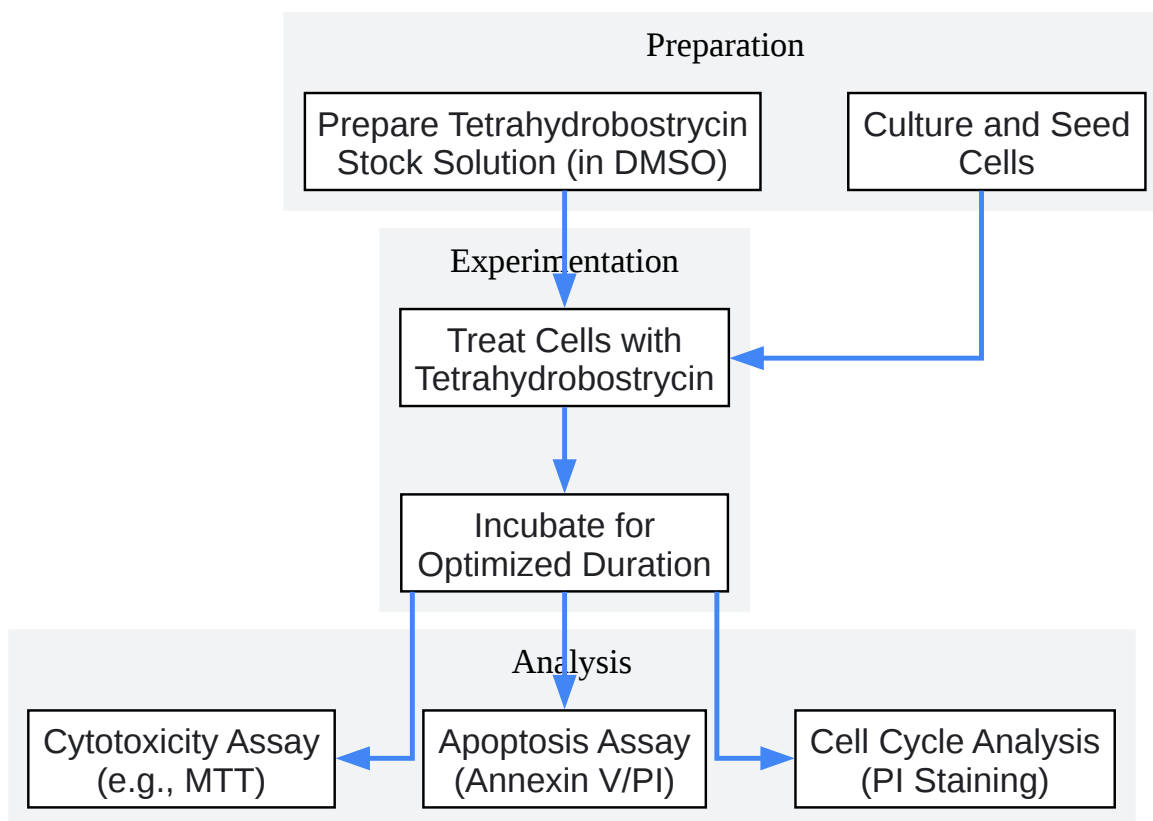 Preparation
Prepare Tetrahydrobostrycin
Stock Solution (in DMSO)
Culture and Seed
Cells
Experimentation
Treat Cells with
Tetrahydrobostrycin
Incubate for
Optimized Duration
Analysis
Cytotoxicity Assay
(e.g., MTT)
Apoptosis Assay
(Annexin V/PI)
Cell Cycle Analysis
(PI Staining)